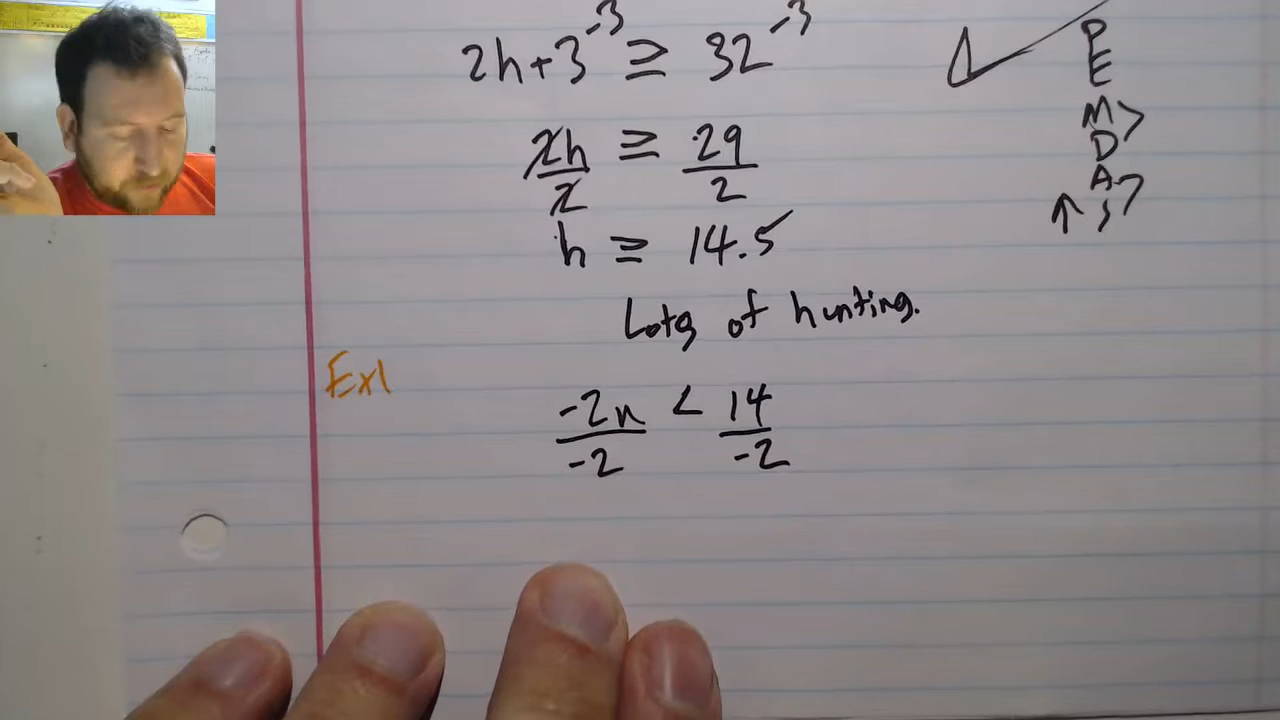 2h+3⁻³ ≥ 32⁻³
2h/2 ≥ 29/2
h ≥ 14.5
Lots of hunting.
Ex1
-2n/-2 < 14/-2
P
E
M>
D
A>
↑ S